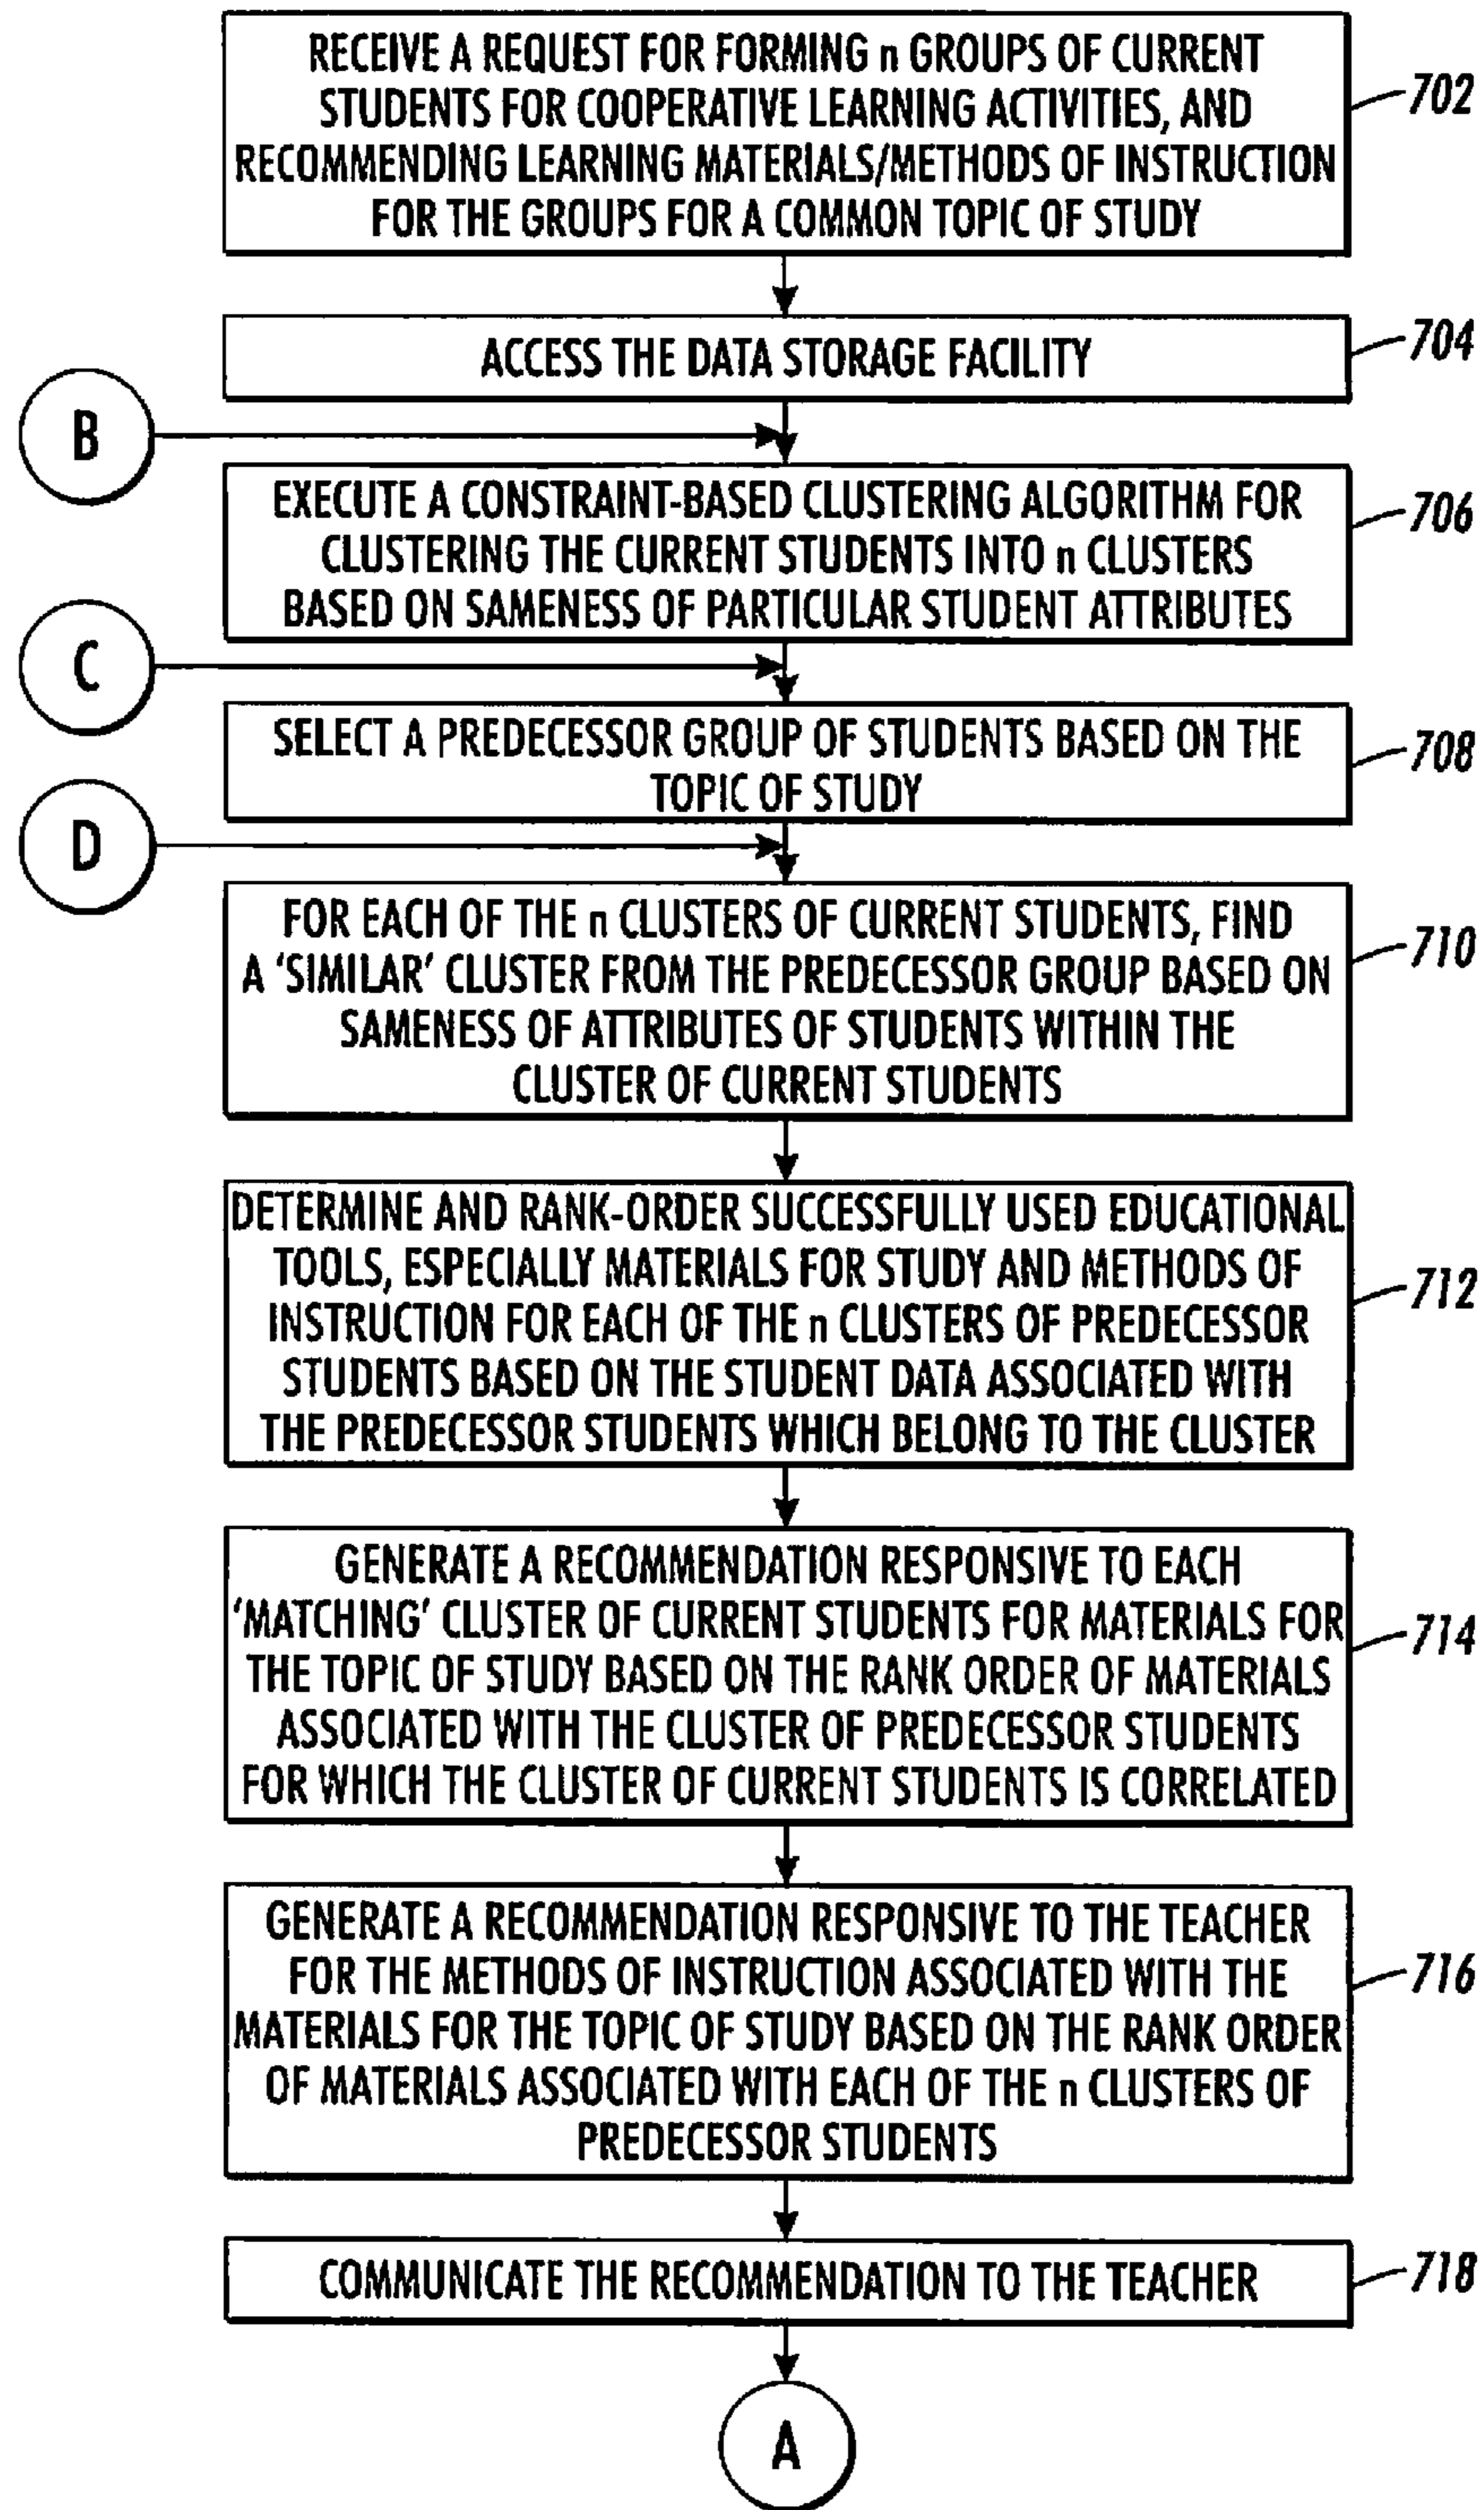 RECEIVE A REQUEST FOR FORMING n GROUPS OF CURRENT
STUDENTS FOR COOPERATIVE LEARNING ACTIVITIES, AND
RECOMMENDING LEARNING MATERIALS/METHODS OF INSTRUCTION
FOR THE GROUPS FOR A COMMON TOPIC OF STUDY
702
ACCESS THE DATA STORAGE FACILITY
704
B
EXECUTE A CONSTRAINT-BASED CLUSTERING ALGORITHM FOR
CLUSTERING THE CURRENT STUDENTS INTO n CLUSTERS
BASED ON SAMENESS OF PARTICULAR STUDENT ATTRIBUTES
706
C
SELECT A PREDECESSOR GROUP OF STUDENTS BASED ON THE
TOPIC OF STUDY
708
D
FOR EACH OF THE n CLUSTERS OF CURRENT STUDENTS, FIND
A 'SIMILAR' CLUSTER FROM THE PREDECESSOR GROUP BASED ON
SAMENESS OF ATTRIBUTES OF STUDENTS WITHIN THE
CLUSTER OF CURRENT STUDENTS
710
DETERMINE AND RANK-ORDER SUCCESSFULLY USED EDUCATIONAL
TOOLS, ESPECIALLY MATERIALS FOR STUDY AND METHODS OF
INSTRUCTION FOR EACH OF THE n CLUSTERS OF PREDECESSOR
STUDENTS BASED ON THE STUDENT DATA ASSOCIATED WITH
THE PREDECESSOR STUDENTS WHICH BELONG TO THE CLUSTER
712
GENERATE A RECOMMENDATION RESPONSIVE TO EACH
'MATCHING' CLUSTER OF CURRENT STUDENTS FOR MATERIALS FOR
THE TOPIC OF STUDY BASED ON THE RANK ORDER OF MATERIALS
ASSOCIATED WITH THE CLUSTER OF PREDECESSOR STUDENTS
FOR WHICH THE CLUSTER OF CURRENT STUDENTS IS CORRELATED
714
GENERATE A RECOMMENDATION RESPONSIVE TO THE TEACHER
FOR THE METHODS OF INSTRUCTION ASSOCIATED WITH THE
MATERIALS FOR THE TOPIC OF STUDY BASED ON THE RANK ORDER
OF MATERIALS ASSOCIATED WITH EACH OF THE n CLUSTERS OF
PREDECESSOR STUDENTS
716
COMMUNICATE THE RECOMMENDATION TO THE TEACHER
718
A